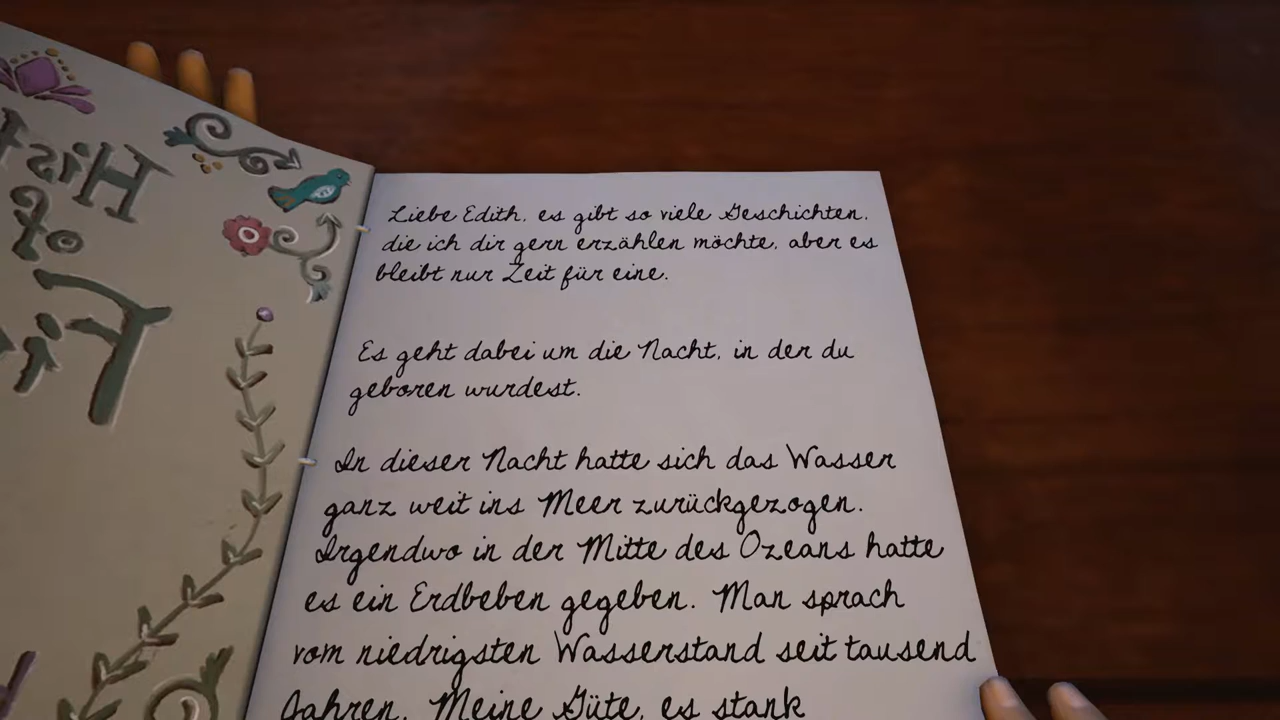 Liebe Edith, es gibt so viele Geschichten,
die ich dir gern erzählen möchte, aber es
bleibt nur Zeit für eine.
Es geht dabei um die Nacht, in der du
geboren wurdest.
In dieser Nacht hatte sich das Wasser
ganz weit ins Meer zurückgezogen.
Irgendwo in der Mitte des Ozeans hatte
es ein Erdbeben gegeben. Man sprach
vom niedrigsten Wasserstand seit tausend
Jahren. Meine Güte, es stank